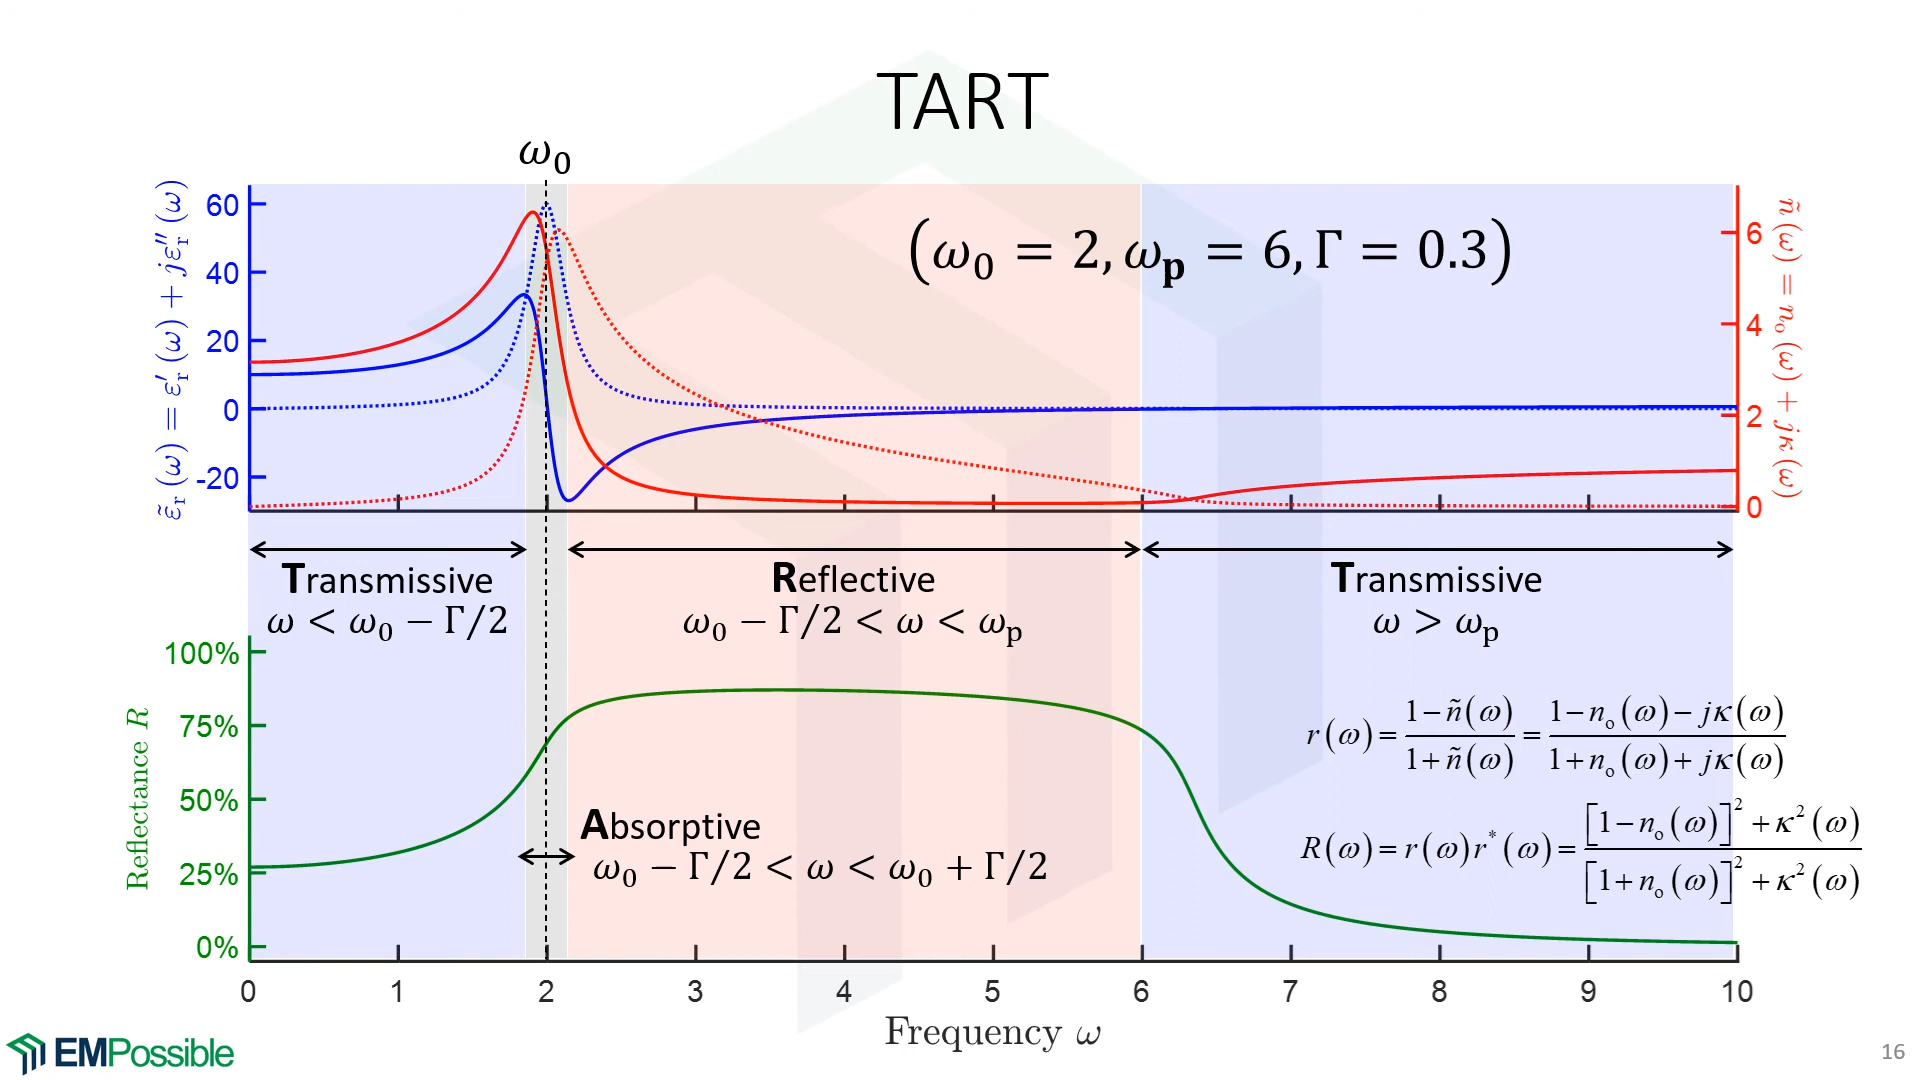 TART
ω₀
(ω₀ = 2, ωₚ = 6, Γ = 0.3)
ε̃ᵣ(ω) = ε′ᵣ(ω) + jε″ᵣ(ω)
60
40
20
0
-20
6
4
2
0
ñ(ω) = nₒ(ω) + jκ(ω)
Transmissive
ω < ω₀ − Γ/2
Reflective
ω₀ − Γ/2 < ω < ωₚ
Transmissive
ω > ωₚ
Reflectance R
100%
75%
50%
25%
0%
Absorptive
ω₀ − Γ/2 < ω < ω₀ + Γ/2
r(ω) = (1 − ñ(ω))/(1 + ñ(ω)) = (1 − nₒ(ω) − jκ(ω))/(1 + nₒ(ω) + jκ(ω))
R(ω) = r(ω)r*(ω) = ([1 − nₒ(ω)]² + κ²(ω))/([1 + nₒ(ω)]² + κ²(ω))
0 1 2 3 4 5 6 7 8 9 10
Frequency ω
EMPossible
16